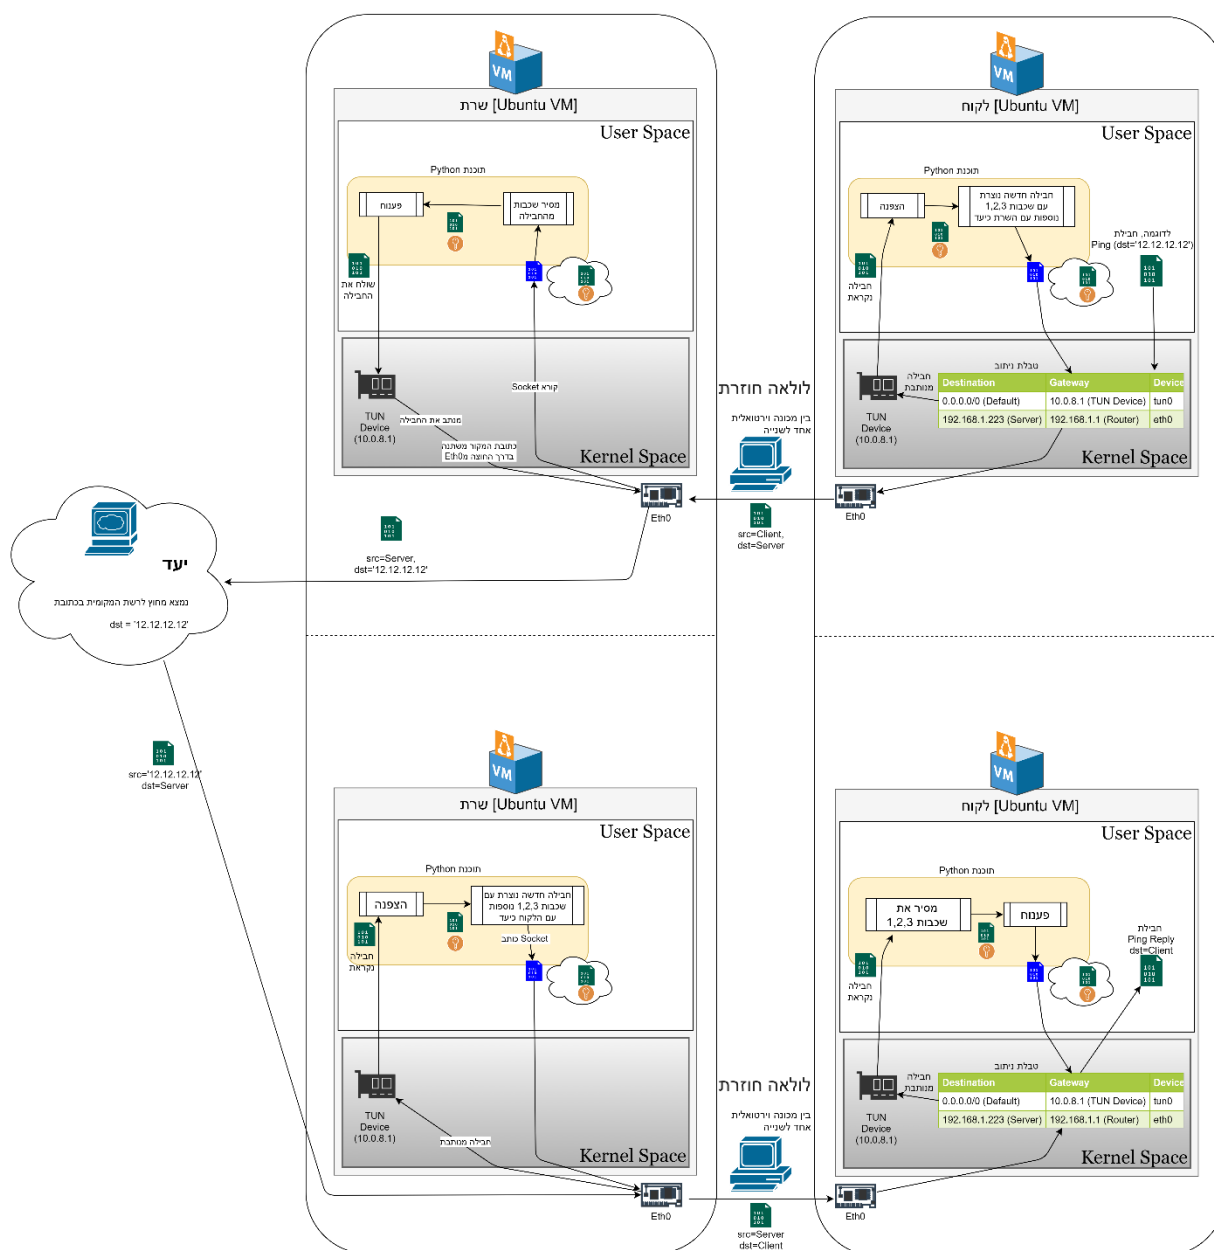 VM
שרת [Ubuntu VM]
User Space
תוכנת Python
פענוח
מסיר שכבות
מהחבילה
שולח את
החבילה
קורא Socket
TUN
Device
(10.0.8.1)
מנתב את החבילה
כתובת המקור משתנה
בדרך החוצה מEth0
Kernel Space
Eth0
VM
לקוח [Ubuntu VM]
User Space
תוכנת Python
הצפנה
חבילה חדשה נוצרת
עם שכבות 1,2,3
נוספות עם השרת כיעד
לדוגמה, חבילת
Ping (dst='12.12.12.12')
חבילה
נקראת
טבלת ניתוב
חבילה
מנותבת
Destination Gateway Device
0.0.0.0/0 (Default) 10.0.8.1 (TUN Device) tun0
192.168.1.223 (Server) 192.168.1.1 (Router) eth0
TUN
Device
(10.0.8.1)
Kernel Space
Eth0
לולאה חוזרת
בין מכונה וירטואלית
אחד לשנייה
src=Client,
dst=Server
src=Server,
dst='12.12.12.12'
יעד
נמצא מחוץ לרשת המקומית בכתובת
dst = '12.12.12.12'
src='12.12.12.12'
dst=Server
VM
שרת [Ubuntu VM]
User Space
תוכנת Python
הצפנה
חבילה חדשה נוצרת עם
שכבות 1,2,3 נוספות
עם הלקוח כיעד
כותב Socket
חבילה
נקראת
TUN
Device
(10.0.8.1)
חבילה מנותבת
Kernel Space
Eth0
VM
לקוח [Ubuntu VM]
User Space
תוכנת Python
מסיר את
שכבות 1,2,3
פענוח
חבילת
Ping Reply
dst=Client
חבילה
נקראת
טבלת ניתוב
חבילה
מנותבת
Destination Gateway Device
0.0.0.0/0 (Default) 10.0.8.1 (TUN Device) tun0
192.168.1.223 (Server) 192.168.1.1 (Router) eth0
TUN
Device
(10.0.8.1)
Kernel Space
Eth0
לולאה חוזרת
בין מכונה וירטואלית
אחד לשנייה
src=Server
dst=Client